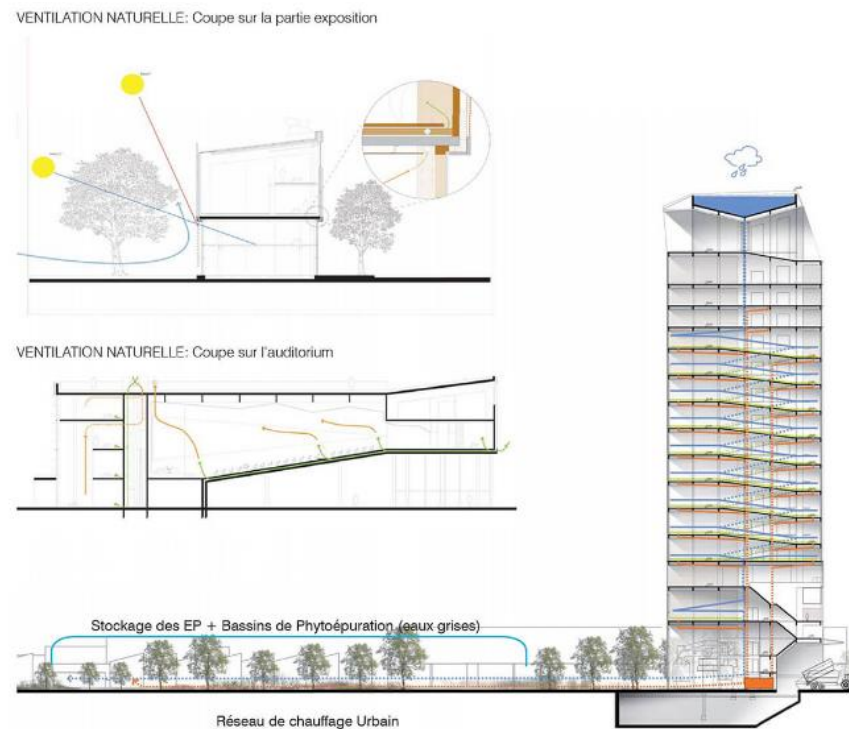 VENTILATION NATURELLE: Coupe sur la partie exposition
VENTILATION NATURELLE: Coupe sur l'auditorium
Stockage des EP + Bassins de Phytoépuration (eaux grises)
Réseau de chauffage Urbain